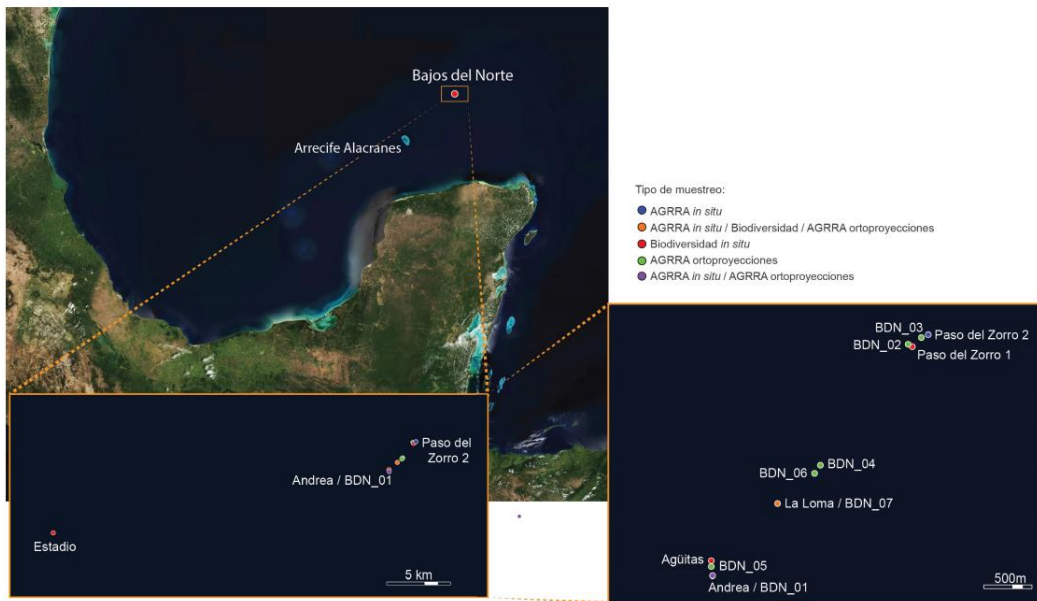 Bajos del Norte
Arrecife Alacranes
Tipo de muestreo:
AGRRA in situ
AGRRA in situ / Biodiversidad / AGRRA ortoproyecciones
Biodiversidad in situ
AGRRA ortoproyecciones
AGRRA in situ / AGRRA ortoproyecciones
Paso del
Zorro 2
Andrea / BDN_01
Estadio
5 km
BDN_03
Paso del Zorro 2
BDN_02
Paso del Zorro 1
BDN_04
BDN_06
La Loma / BDN_07
Agüitas
BDN_05
Andrea / BDN_01
500m